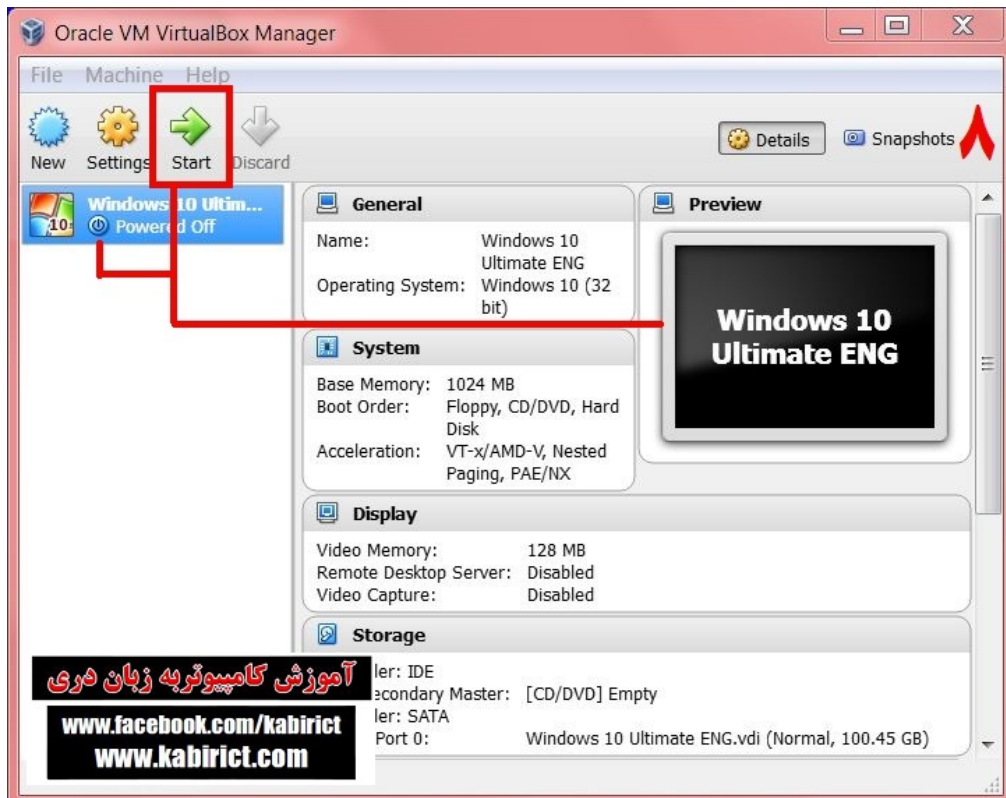 Oracle VM VirtualBox Manager
File Machine Help
New Settings Start Discard
Details Snapshots ۸
Windows 10 Ultim...
10
Powered Off
General
Name: Windows 10
Ultimate ENG
Operating System: Windows 10 (32
bit)
Preview
Windows 10
Ultimate ENG
System
Base Memory: 1024 MB
Boot Order: Floppy, CD/DVD, Hard
Disk
Acceleration: VT-x/AMD-V, Nested
Paging, PAE/NX
Display
Video Memory: 128 MB
Remote Desktop Server: Disabled
Video Capture: Disabled
Storage
ler: IDE
econdary Master: [CD/DVD] Empty
ler: SATA
Port 0: Windows 10 Ultimate ENG.vdi (Normal, 100.45 GB)
آموزش کامپیوتربه زبان دری
www.facebook.com/kabirict
www.kabirict.com